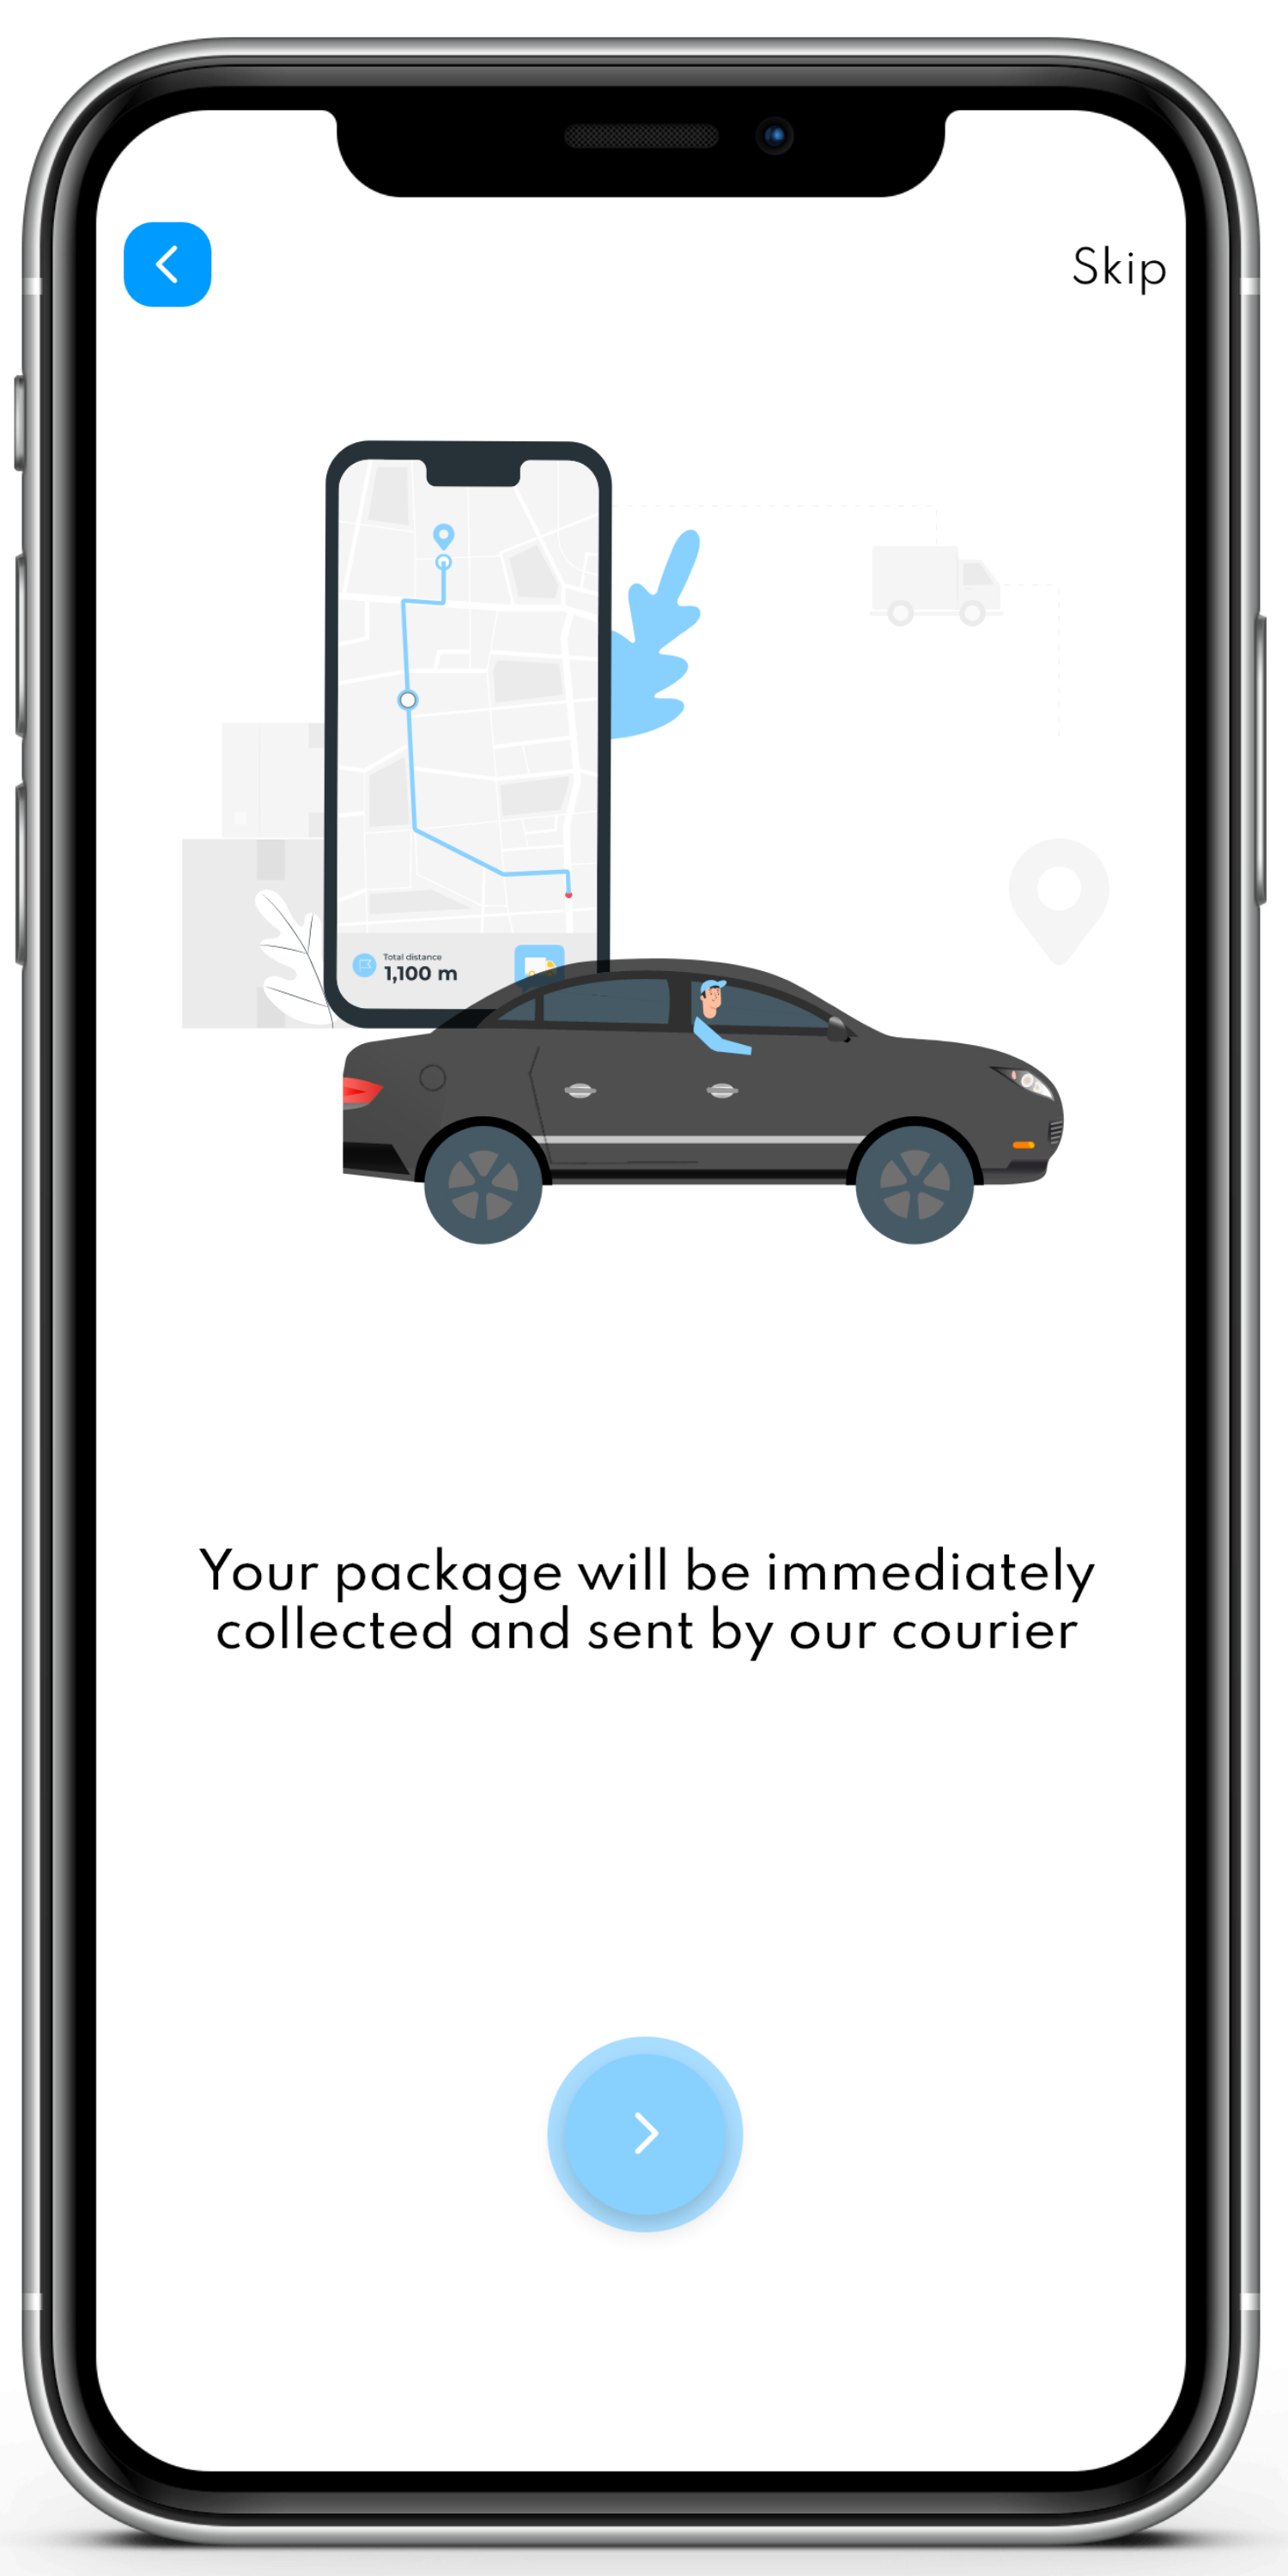 Skip
Total distance
1,100 m
Your package will be immediately
collected and sent by our courier